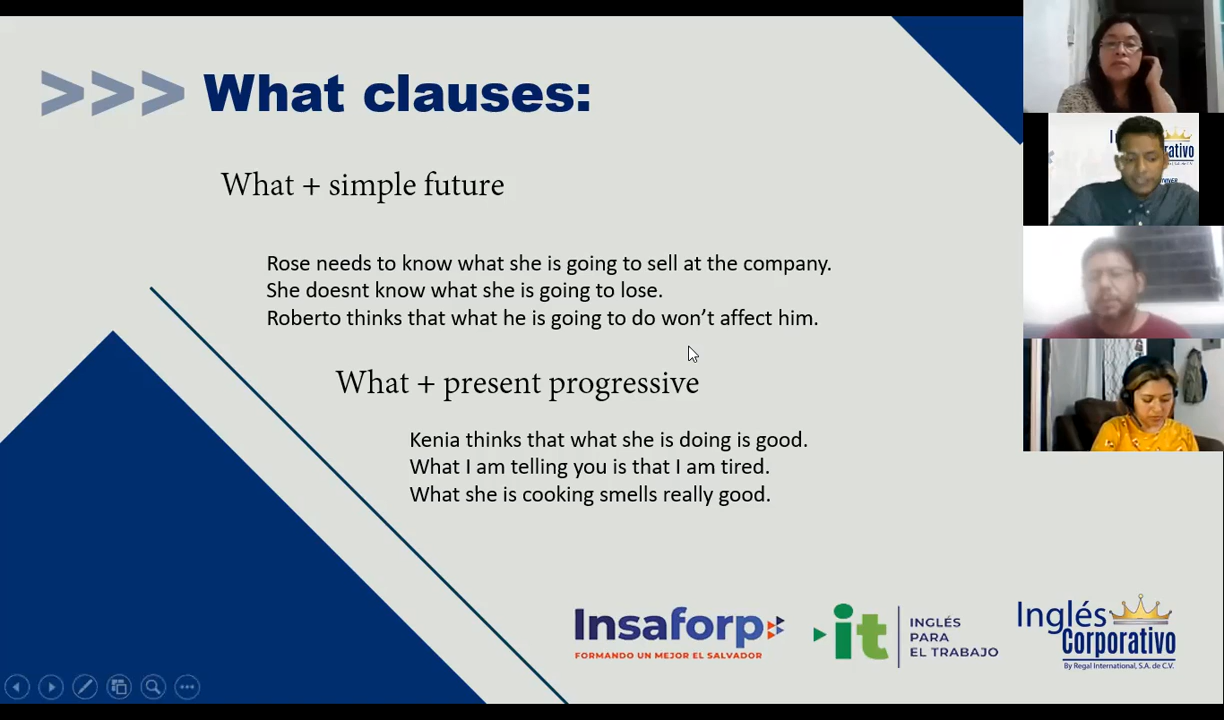 >>> What clauses:
What + simple future
Rose needs to know what she is going to sell at the company.
She doesnt know what she is going to lose.
Roberto thinks that what he is going to do won’t affect him.
What + present progressive
Kenia thinks that what she is doing is good.
What I am telling you is that I am tired.
What she is cooking smells really good.
Insaforp
FORMANDO UN MEJOR EL SALVADOR
it
INGLÉS
PARA
EL TRABAJO
Inglés
Corporativo
By Regal International, S.A. de C.V.